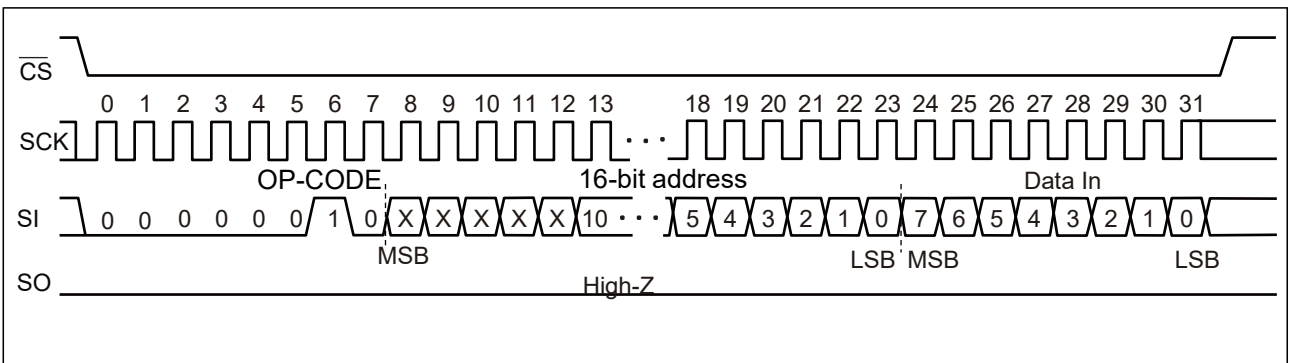 CS
0 1 2 3 4 5 6 7 8 9 10 11 12 13 18 19 20 21 22 23 24 25 26 27 28 29 30 31
SCK ···
OP-CODE 16-bit address Data In
SI 0 0 0 0 0 0 1 0 X X X X X 10 ··· 5 4 3 2 1 0 7 6 5 4 3 2 1 0
MSB LSB MSB LSB
SO High-Z